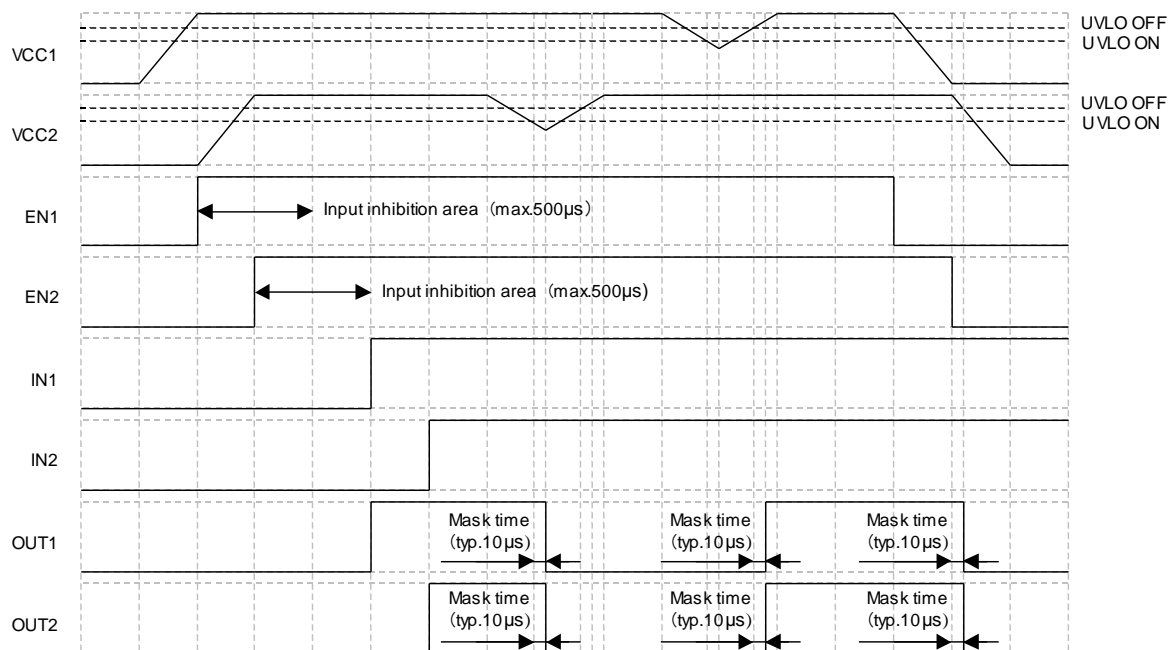 UVLO OFF
UVLO ON
VCC1
UVLO OFF
UVLO ON
VCC2
EN1
Input inhibition area (max.500µs)
EN2
Input inhibition area (max.500µs)
IN1
IN2
OUT1
Mask time
(typ.10µs)
Mask time
(typ.10µs)
Mask time
(typ.10µs)
OUT2
Mask time
(typ.10µs)
Mask time
(typ.10µs)
Mask time
(typ.10µs)